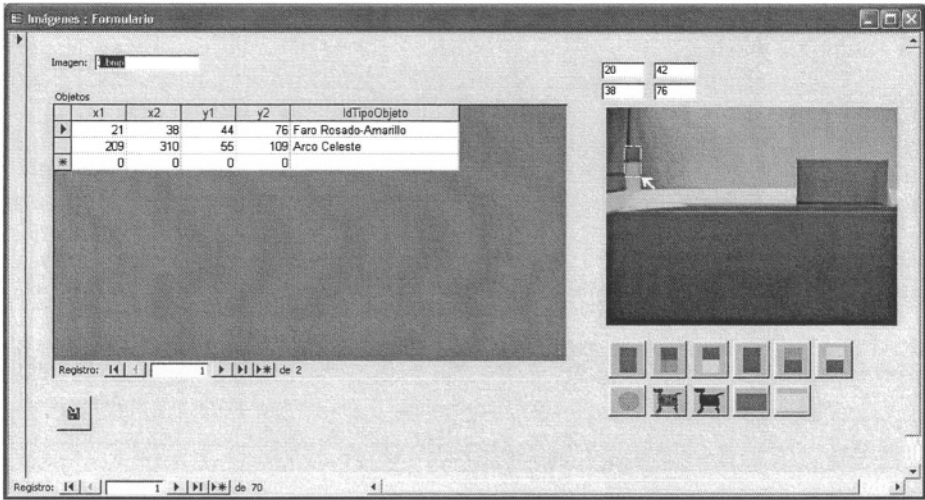 Imágenes : Formulario
Imagen: 1.bmp
20 42
38 76
Objetos
x1 x2 y1 y2 IdTipoObjeto
21 38 44 76 Faro Rosado-Amarillo
209 310 55 109 Arco Celeste
0 0 0 0
Registro: 1 de 2
Registro: 1 de 70